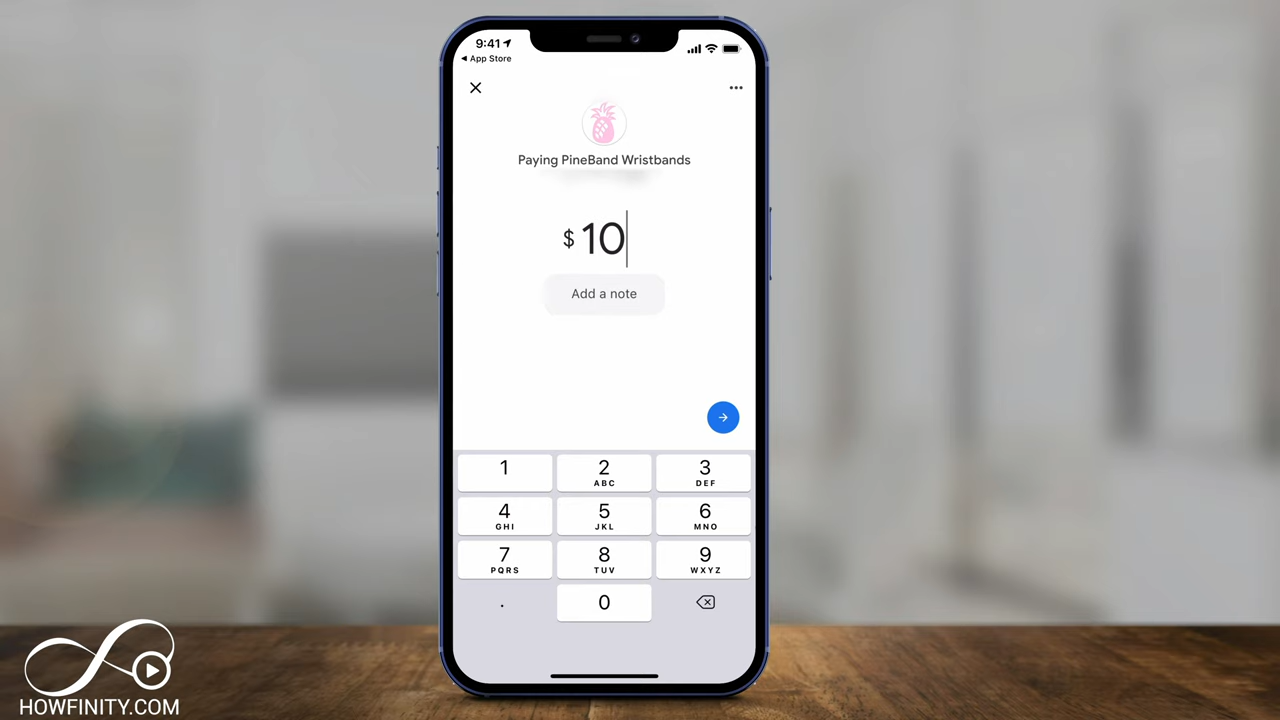 9:41
◀ App Store
Paying PineBand Wristbands
$ 10
Add a note
1
2
ABC
3
DEF
4
GHI
5
JKL
6
MNO
7
PQRS
8
TUV
9
WXYZ
.
0
HOWFINITY.COM